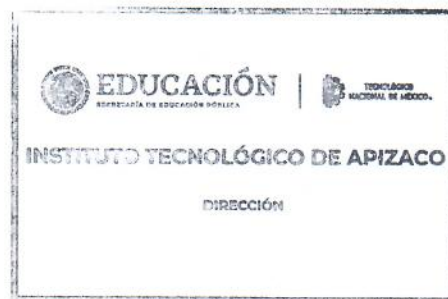 EDUCACIÓN
SECRETARÍA DE EDUCACIÓN PÚBLICA
TECNOLÓGICO
NACIONAL DE MÉXICO®
INSTITUTO TECNOLÓGICO DE APIZACO
DIRECCIÓN